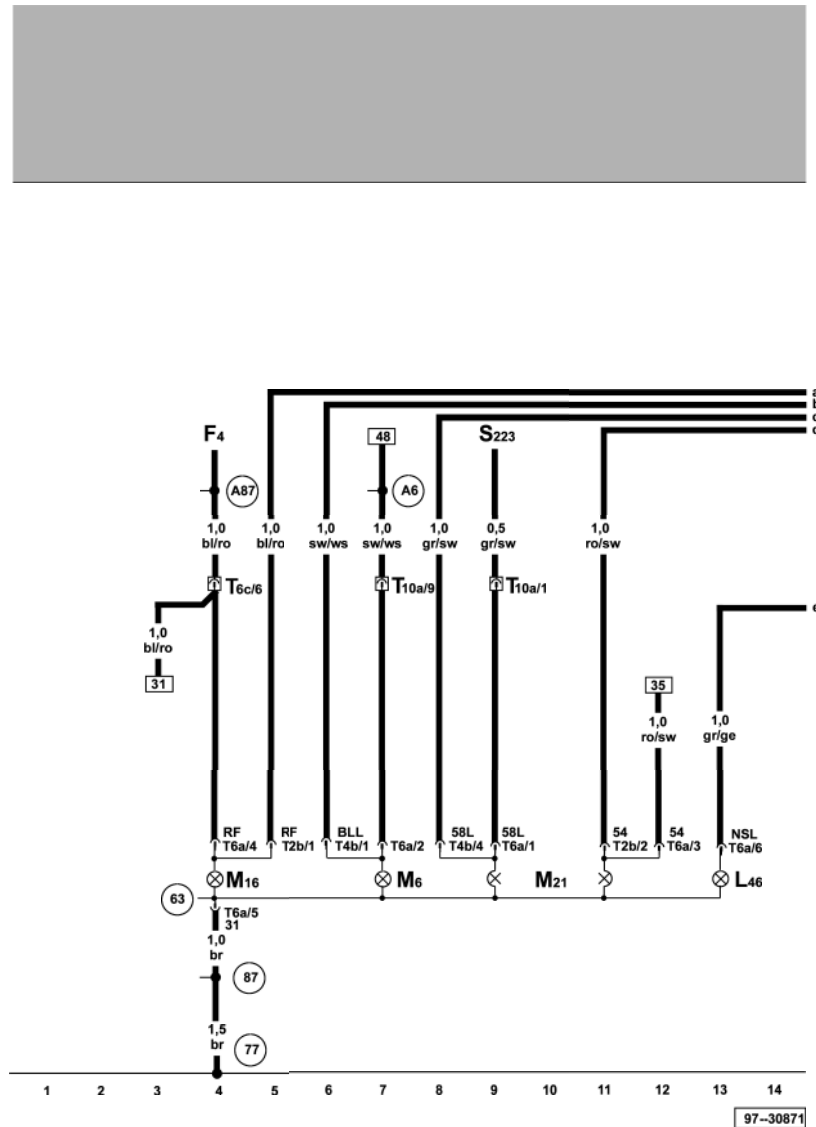 a
b
c
d
F4
48
S223
A87
A6
1,0 1,0 1,0 1,0 1,0 0,5 1,0
bl/ro bl/ro sw/ws sw/ws gr/sw gr/sw ro/sw
T6c/6 T10a/9 T10a/1
e
1,0
bl/ro
31
35
1,0 1,0
ro/sw gr/ge
RF RF BLL 58L 58L 54 54 NSL
T6a/4 T2b/1 T4b/1 T6a/2 T4b/4 T6a/1 T2b/2 T6a/3 T6a/6
M16 M6 M21 L46
63
T6a/5
31
1,0
br
87
1,5
br
77
1 2 3 4 5 6 7 8 9 10 11 12 13 14
97--30871